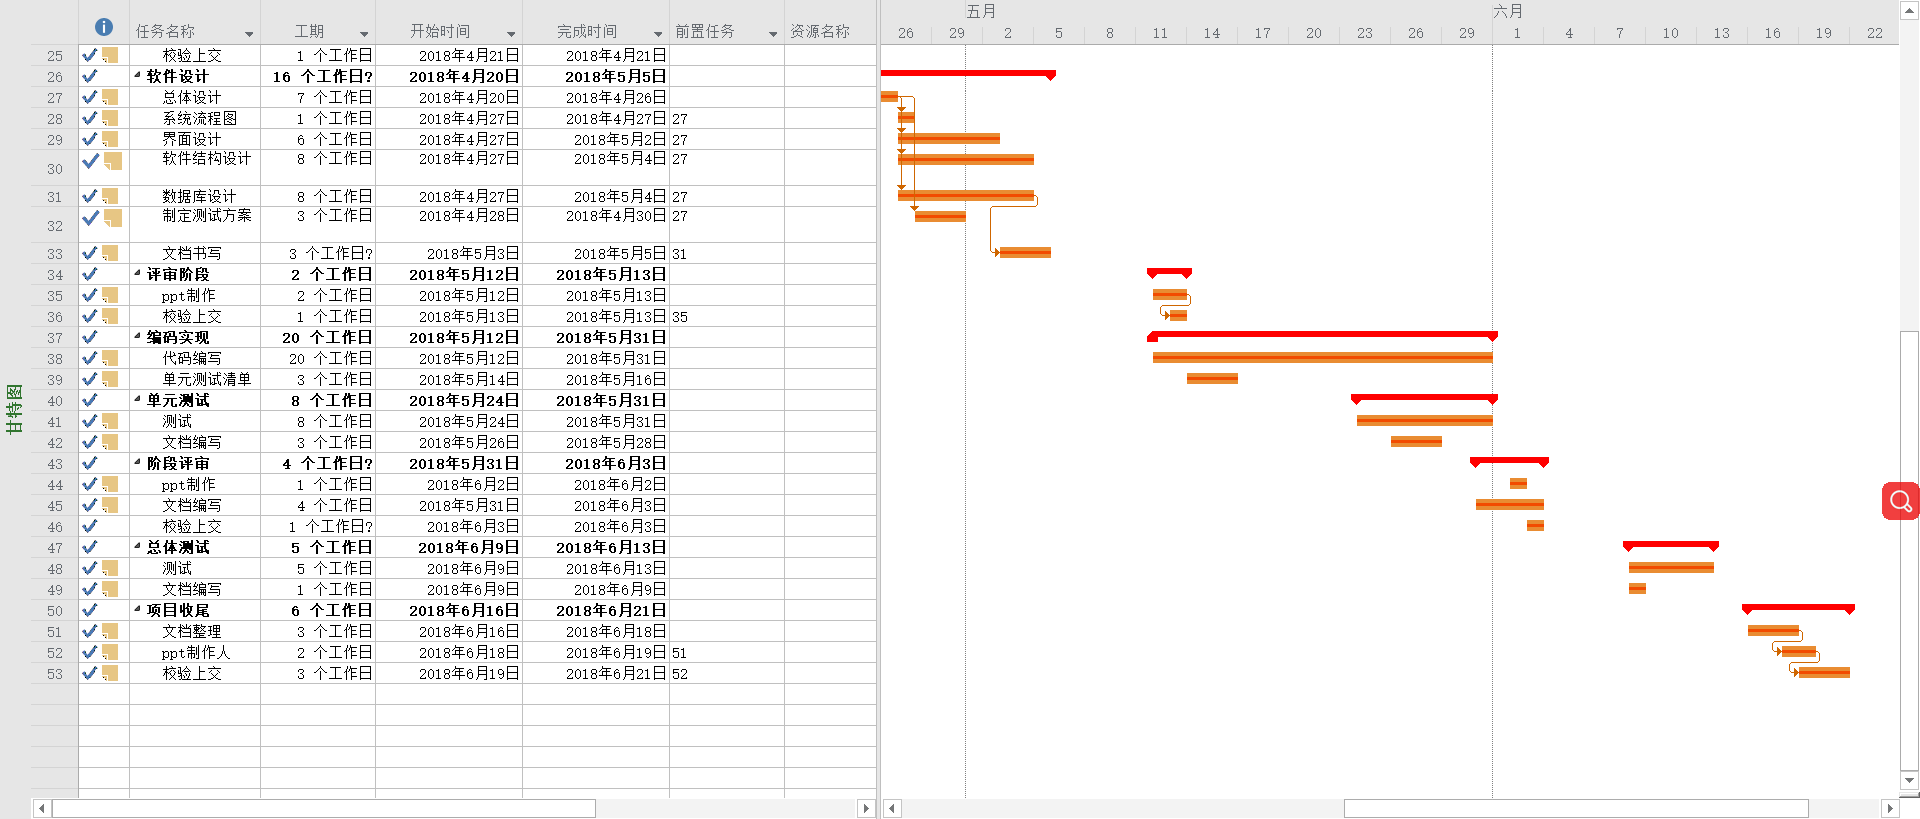 五月 六月
任务名称 工期 开始时间 完成时间 前置任务 资源名称
26 29 2 5 8 11 14 17 20 23 26 29 1 4 7 10 13 16 19 22
25 校验上交 1 个工作日 2018年4月21日 2018年4月21日
26 软件设计 16 个工作日? 2018年4月20日 2018年5月5日
27 总体设计 7 个工作日 2018年4月20日 2018年4月26日
28 系统流程图 1 个工作日 2018年4月27日 2018年4月27日 27
29 界面设计 6 个工作日 2018年4月27日 2018年5月2日 27
30 软件结构设计 8 个工作日 2018年4月27日 2018年5月4日 27
31 数据库设计 8 个工作日 2018年4月27日 2018年5月4日 27
32 制定测试方案 3 个工作日 2018年4月28日 2018年4月30日 27
33 文档书写 3 个工作日? 2018年5月3日 2018年5月5日 31
34 评审阶段 2 个工作日 2018年5月12日 2018年5月13日
35 ppt制作 2 个工作日 2018年5月12日 2018年5月13日
36 校验上交 1 个工作日 2018年5月13日 2018年5月13日 35
37 编码实现 20 个工作日 2018年5月12日 2018年5月31日
38 代码编写 20 个工作日 2018年5月12日 2018年5月31日
39 单元测试清单 3 个工作日 2018年5月14日 2018年5月16日
40 单元测试 8 个工作日 2018年5月24日 2018年5月31日
41 测试 8 个工作日 2018年5月24日 2018年5月31日
42 文档编写 3 个工作日 2018年5月26日 2018年5月28日
43 阶段评审 4 个工作日? 2018年5月31日 2018年6月3日
44 ppt制作 1 个工作日 2018年6月2日 2018年6月2日
45 文档编写 4 个工作日 2018年5月31日 2018年6月3日
46 校验上交 1 个工作日? 2018年6月3日 2018年6月3日
47 总体测试 5 个工作日 2018年6月9日 2018年6月13日
48 测试 5 个工作日 2018年6月9日 2018年6月13日
49 文档编写 1 个工作日 2018年6月9日 2018年6月9日
50 项目收尾 6 个工作日 2018年6月16日 2018年6月21日
51 文档整理 3 个工作日 2018年6月16日 2018年6月18日
52 ppt制作人 2 个工作日 2018年6月18日 2018年6月19日 51
53 校验上交 3 个工作日 2018年6月19日 2018年6月21日 52
甘特图